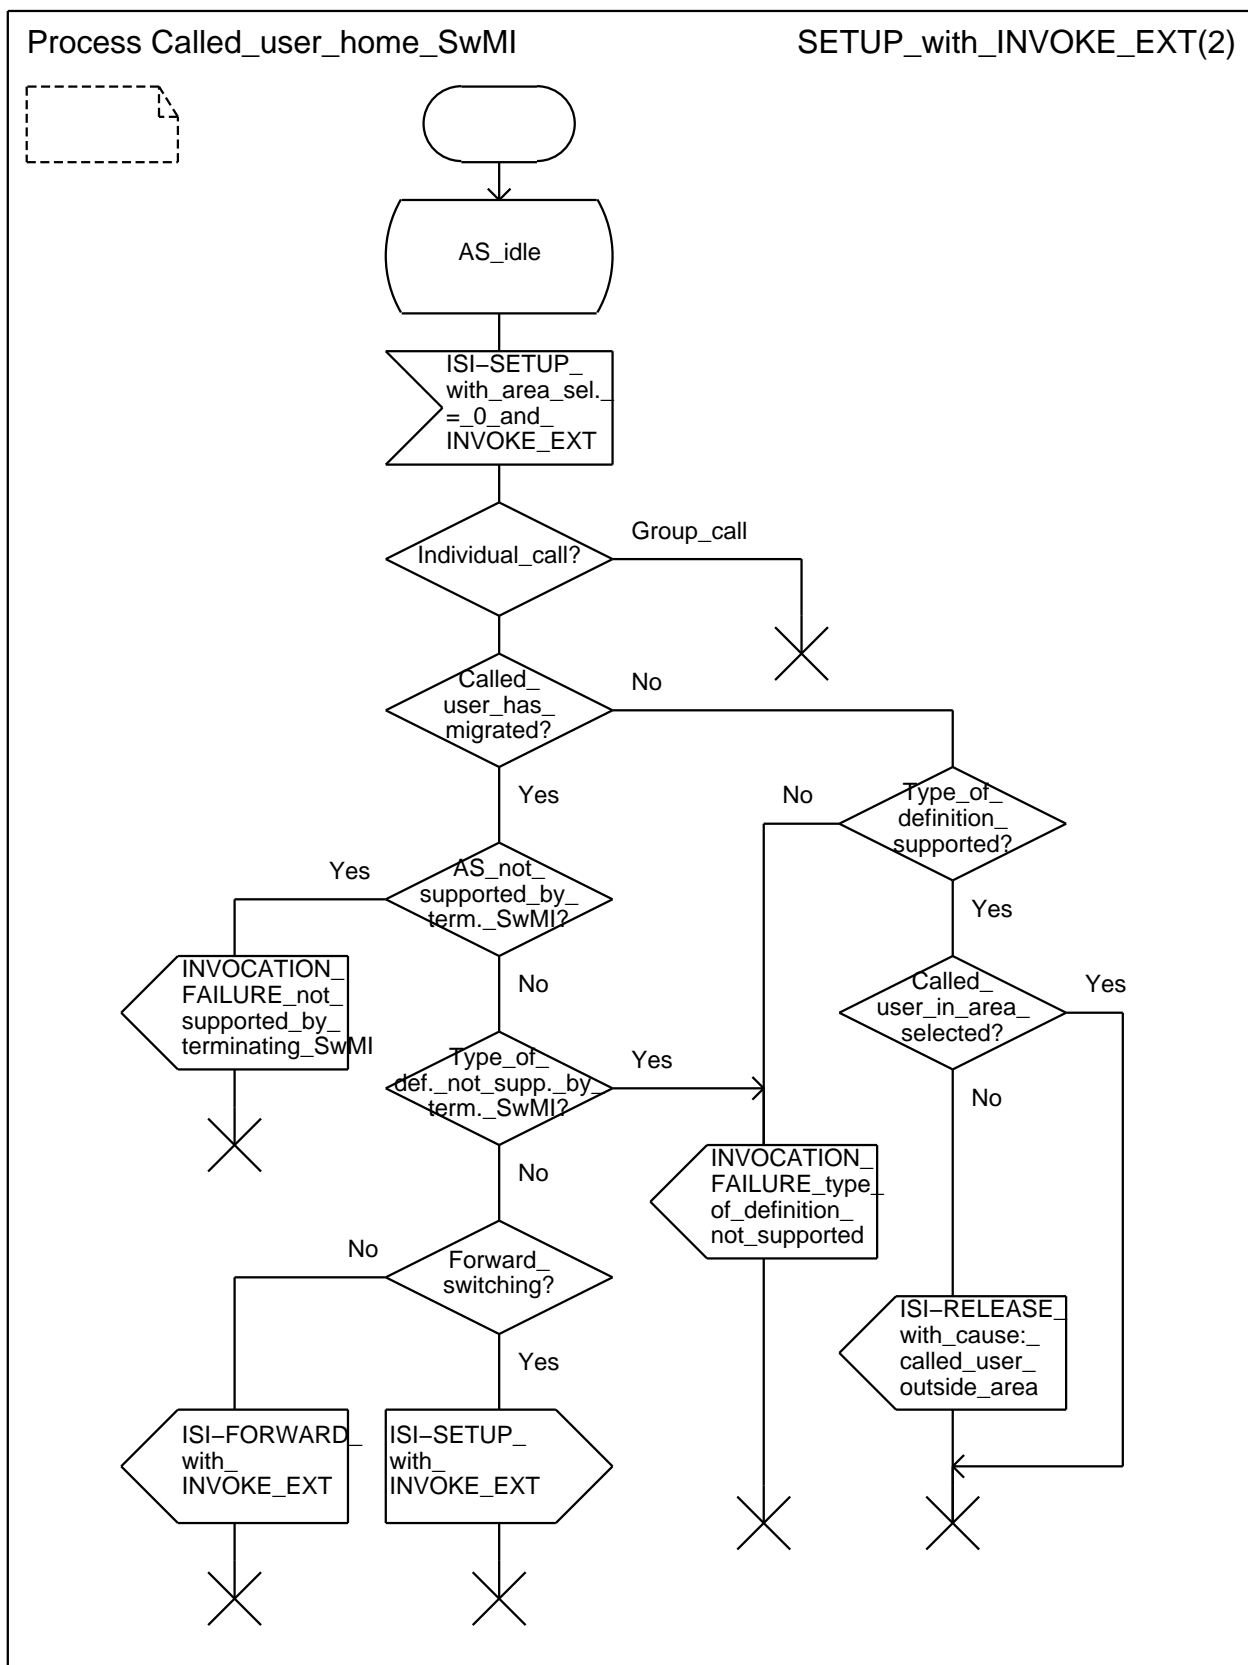 Process Called_user_home_SwMI
SETUP_with_INVOKE_EXT(2)
AS_idle
ISI−SETUP_
with_area_sel._
=_0_and_
INVOKE_EXT
Individual_call?
Group_call
Called_
user_has_
migrated?
No
Yes
Type_of_
definition_
supported?
No
Yes
AS_not_
supported_by_
term._SwMI?
Yes
No
INVOCATION_
FAILURE_not_
supported_by_
terminating_SwMI
Called_
user_in_area_
selected?
Yes
No
Type_of_
def._not_supp._by_
term._SwMI?
Yes
No
INVOCATION_
FAILURE_type_
of_definition_
not_supported
Forward_
switching?
No
Yes
ISI−RELEASE_
with_cause:_
called_user_
outside_area
ISI−FORWARD_
with_
INVOKE_EXT
ISI−SETUP_
with_
INVOKE_EXT